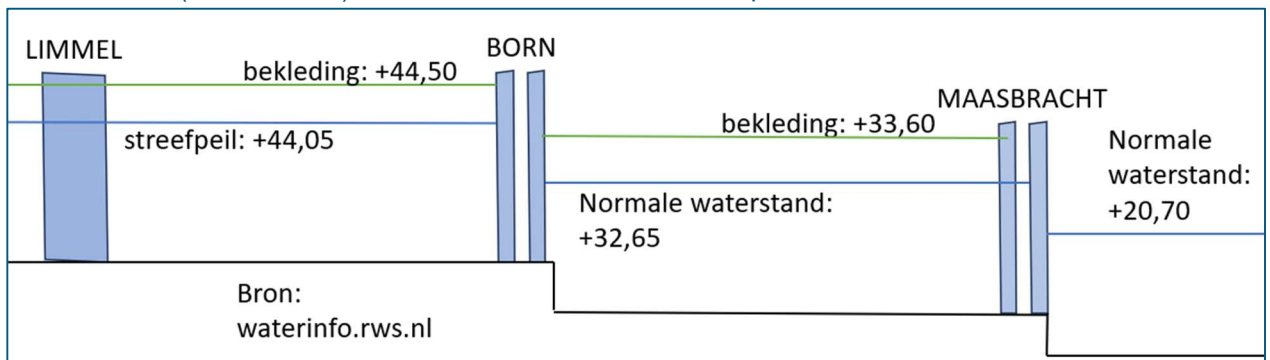 LIMMEL
BORN
bekleding: +44,50
MAASBRACHT
streefpeil: +44,05
bekleding: +33,60
Normale
waterstand:
+20,70
Normale waterstand:
+32,65
Bron:
waterinfo.rws.nl